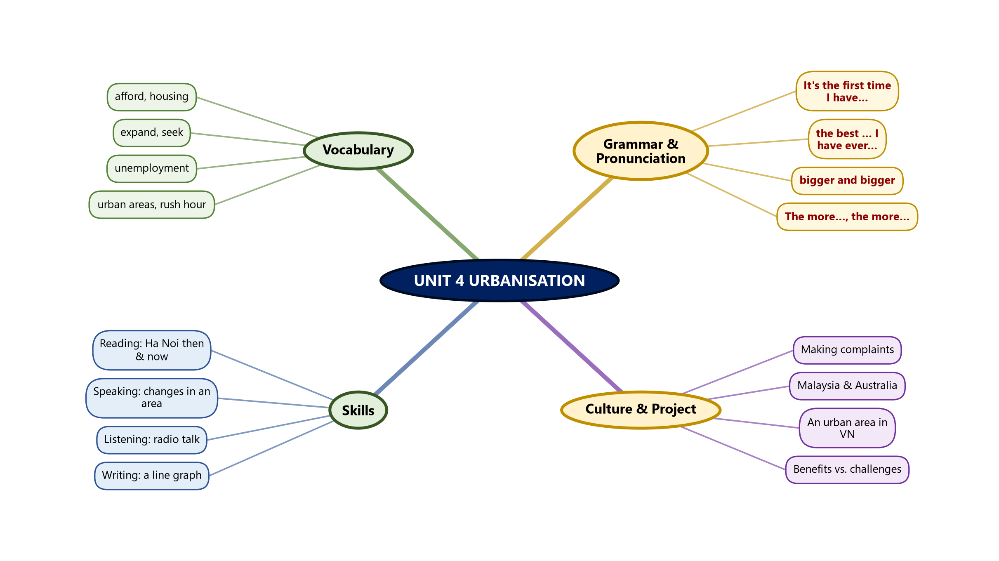 UNIT 4 URBANISATION
Vocabulary
afford, housing
expand, seek
unemployment
urban areas, rush hour
Grammar &
Pronunciation
It's the first time
I have...
the best ... I
have ever...
bigger and bigger
The more..., the more...
Skills
Reading: Ha Noi then
& now
Speaking: changes in an
area
Listening: radio talk
Writing: a line graph
Culture & Project
Making complaints
Malaysia & Australia
An urban area in
VN
Benefits vs. challenges